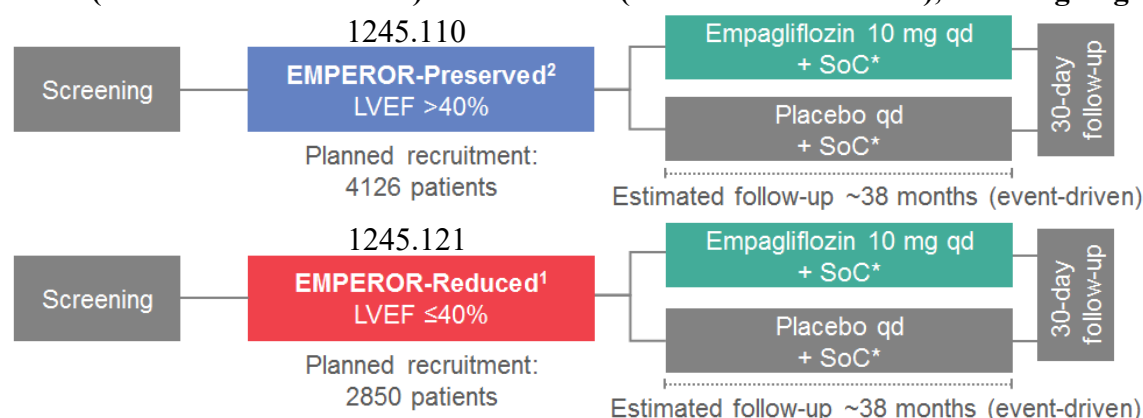 1245.110
Screening
EMPEROR-Preserved²
LVEF >40%
Planned recruitment:
4126 patients
Empagliflozin 10 mg qd
+ SoC*
Placebo qd
+ SoC*
30-day
follow-up
Estimated follow-up ~38 months (event-driven)
1245.121
Screening
EMPEROR-Reduced¹
LVEF ≤40%
Planned recruitment:
2850 patients
Empagliflozin 10 mg qd
+ SoC*
Placebo qd
+ SoC*
30-day
follow-up
Estimated follow-up ~38 months (event-driven)